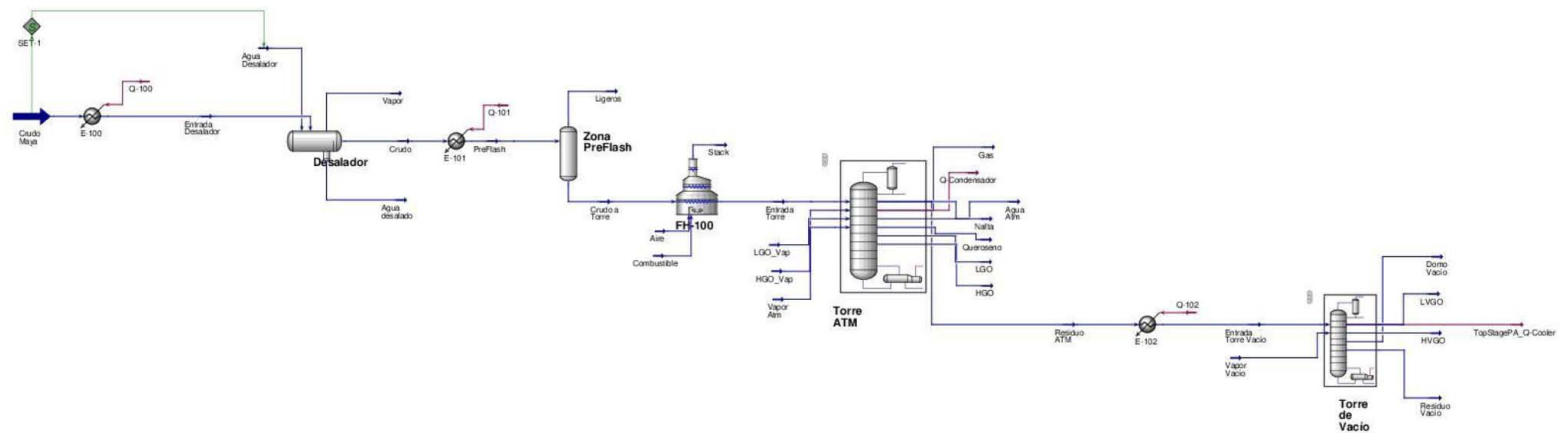 SET-1
Agua
Desalador
Q-100
Crudo
Maya
E-100
Entrada
Desalador
Vapor
Desalador
Agua
desalado
Crudo
Q-101
E-101
PreFlash
Ligeros
Zona
PreFlash
Crudo a
Torre
Stack
FH-100
Aire
Combustible
Entrada
Torre
LGO_Vap
HGO_Vap
Vapor
Atm
Torre
ATM
Gas
Q-Condensador
Agua
Atm
Nafta
Queroseno
LGO
HGO
Residuo
ATM
Q-102
E-102
Entrada
Torre Vacio
Vapor
Vacio
Torre
de
Vacío
Domo
Vacio
LVGO
TopStagePA_Q-Cooler
HVGO
Residuo
Vacio